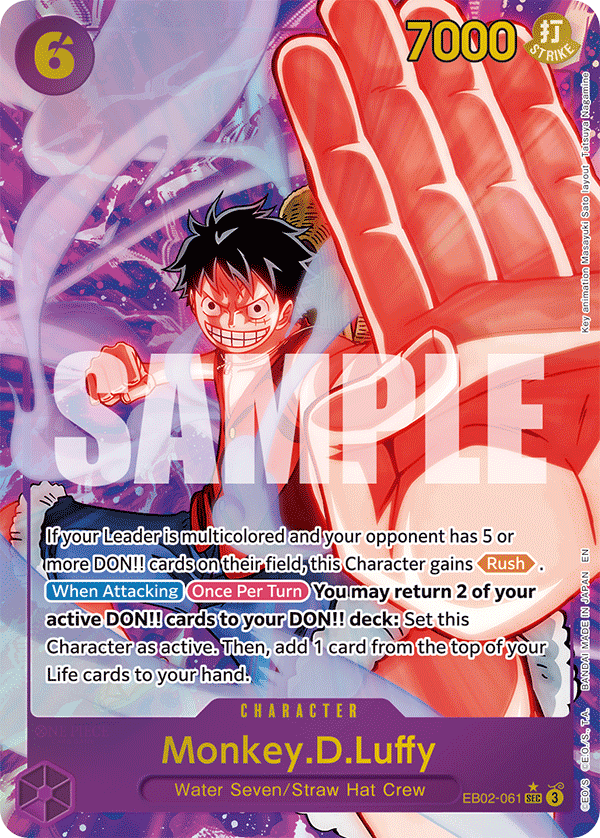 6
7000
打
STRIKE
Key animation Masayuki Sato layout Tatsuya Nagamine
SAMPLE
If your Leader is multicolored and your opponent has 5 or
more DON!! cards on their field, this Character gains Rush .
When Attacking Once Per Turn You may return 2 of your
active DON!! cards to your DON!! deck: Set this
Character as active. Then, add 1 card from the top of your
Life cards to your hand.
ONE PIECE
CHARACTER
Monkey.D.Luffy
Water Seven/Straw Hat Crew
EB02-061 SEC 3
©E.O/S. ©E.O./S., T.A. BANDAI MADE IN JAPAN EN